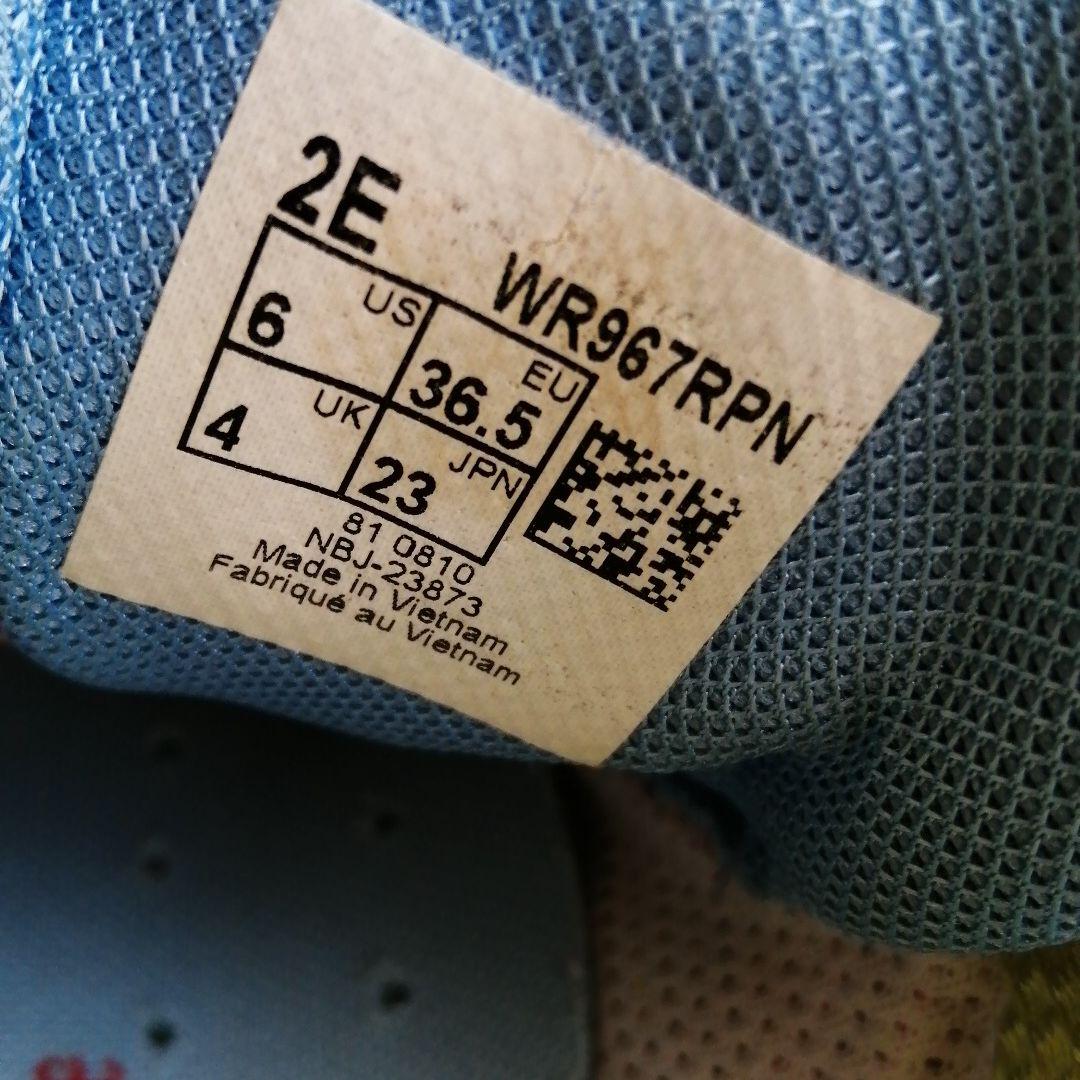 2E
WR967RPN
US
6
EU
36.5
UK
4
JPN
23
81 0810
NBJ-23873
Made in Vietnam
Fabriqué au Vietnam